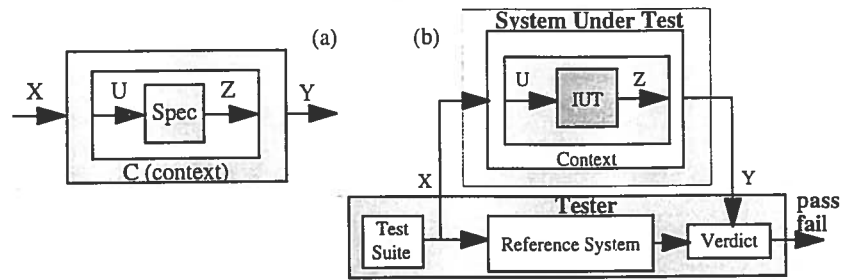 (a)
X
U
Spec
Z
Y
C (context)
(b)
System Under Test
U
IUT
Z
Context
X
Y
Tester
Test
Suite
Reference System
Verdict
pass
fail